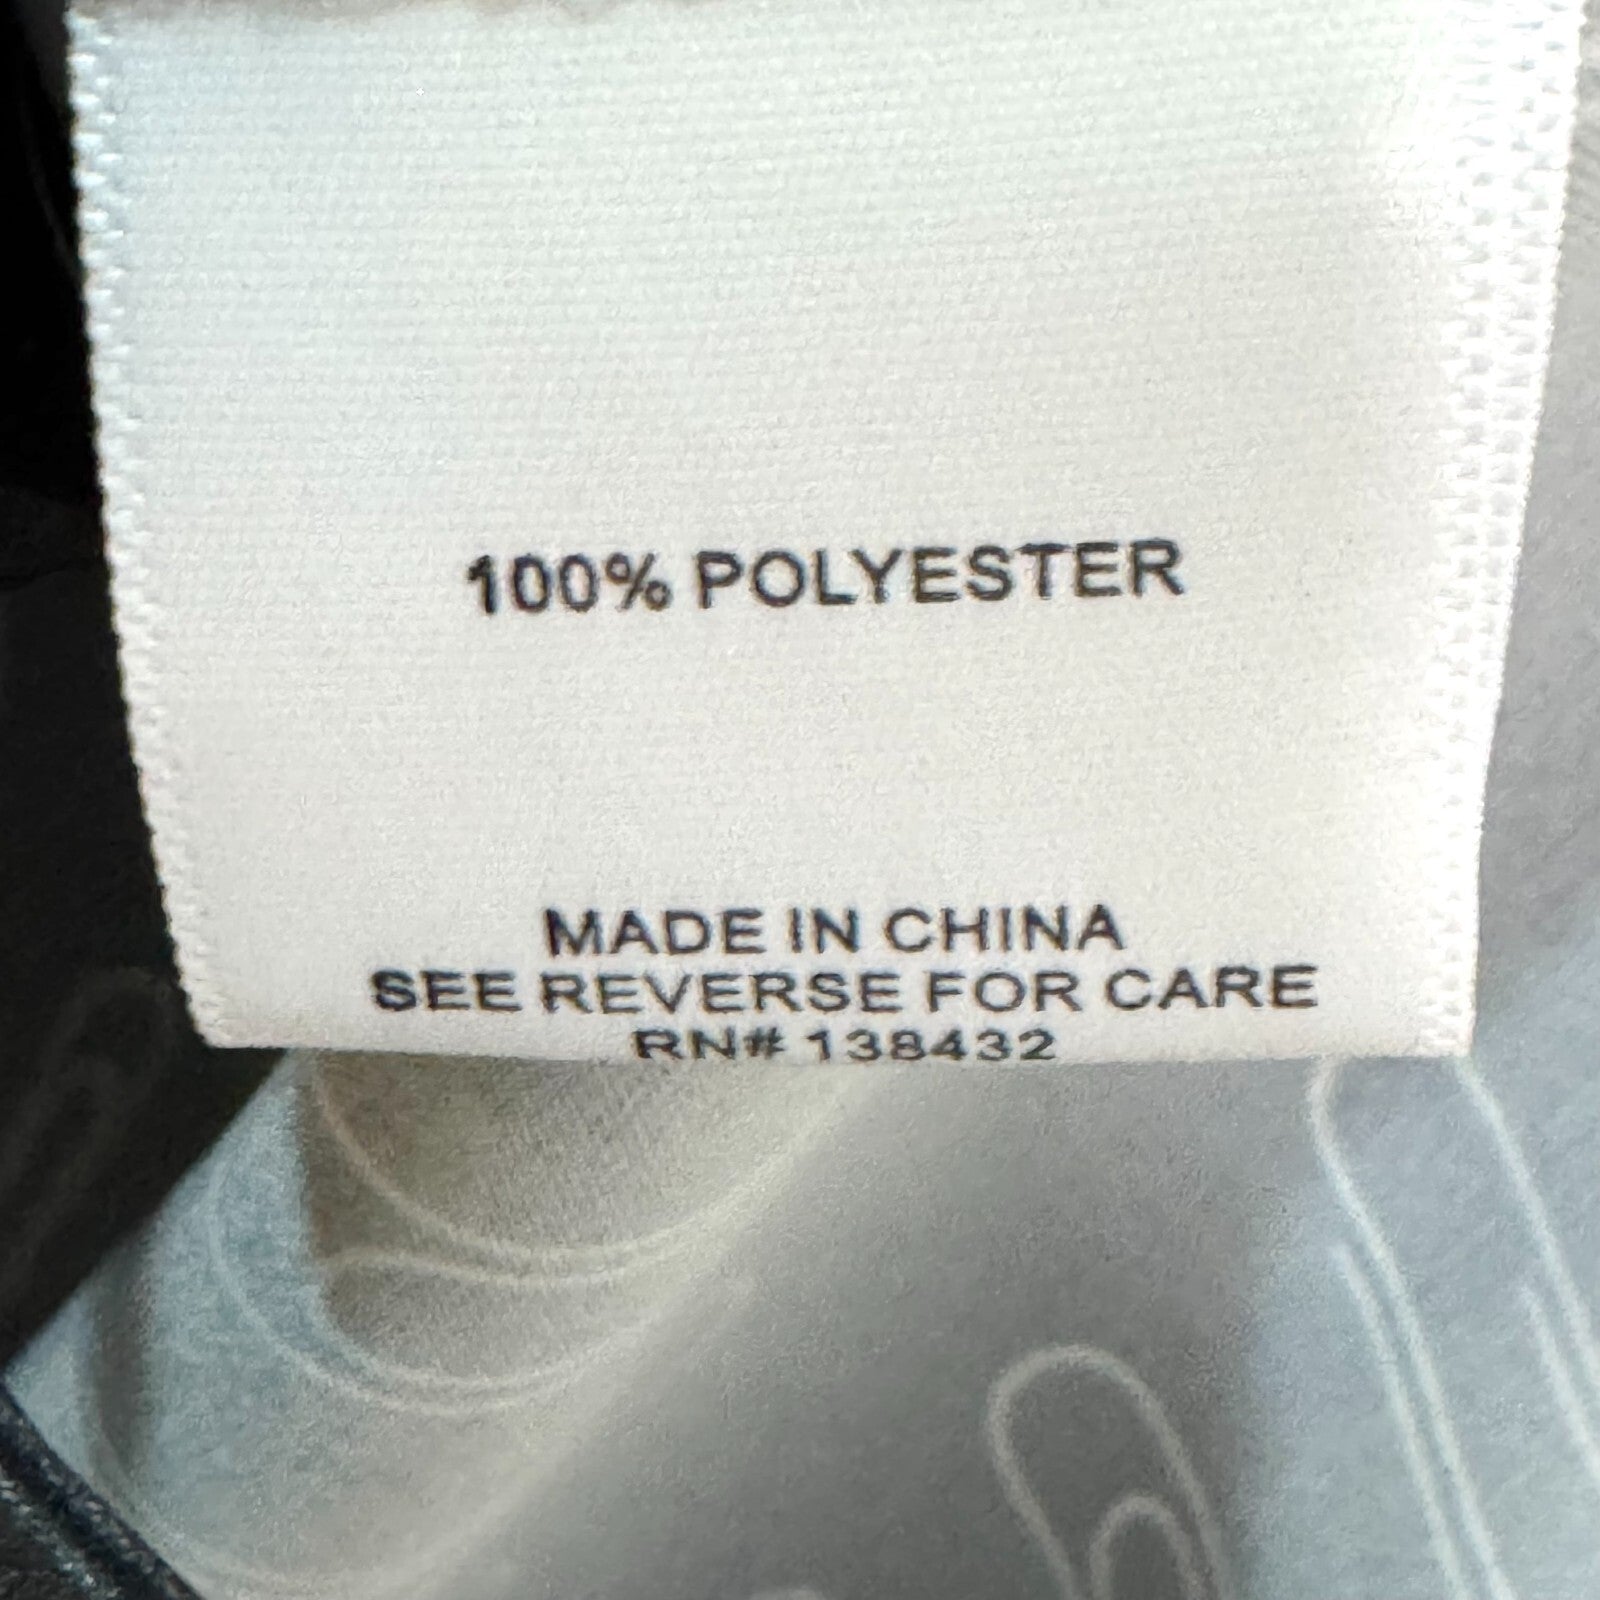 100% POLYESTER
MADE IN CHINA
SEE REVERSE FOR CARE
RN# 138432